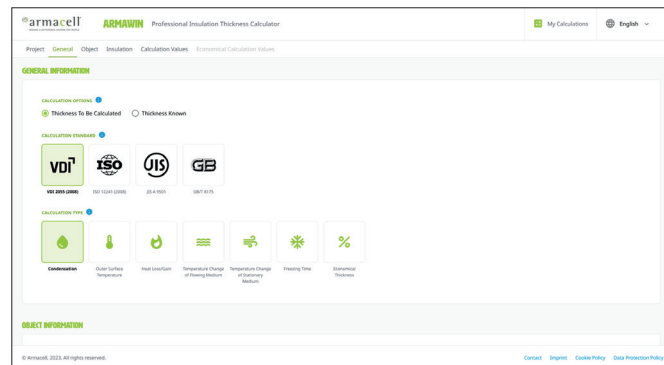 armacell
ARMAWIN Professional Insulation Thickness Calculator
My Calculations
English
Project General Object Insulation Calculation Values Economical Calculation Values
GENERAL INFORMATION
CALCULATION OPTIONS
Thickness To Be Calculated Thickness Known
CALCULATION STANDARD
VDI ISO JIS GB
VDI 2055 (2008) ISO 12241 (2008) JIS A 9501 GB/T 8175
CALCULATION TYPE
Condensation Outer Surface Temperature Heat Loss/Gain Temperature Change of Flowing Medium Temperature Change of Stationary Medium Freezing Time Economical Thickness
OBJECT INFORMATION
© Armacell, 2023. All rights reserved.
Contact Imprint Cookie Policy Data Protection Policy